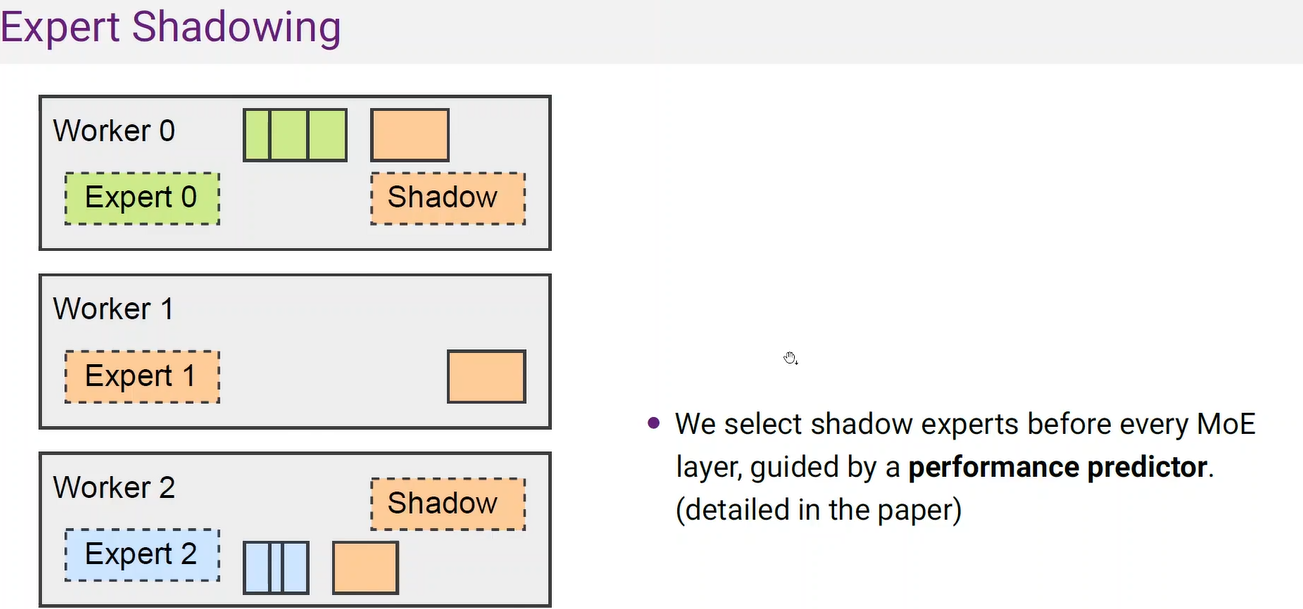 Expert Shadowing
Worker 0
Expert 0
Shadow
Worker 1
Expert 1
Worker 2
Shadow
Expert 2
We select shadow experts before every MoE
layer, guided by a performance predictor.
(detailed in the paper)